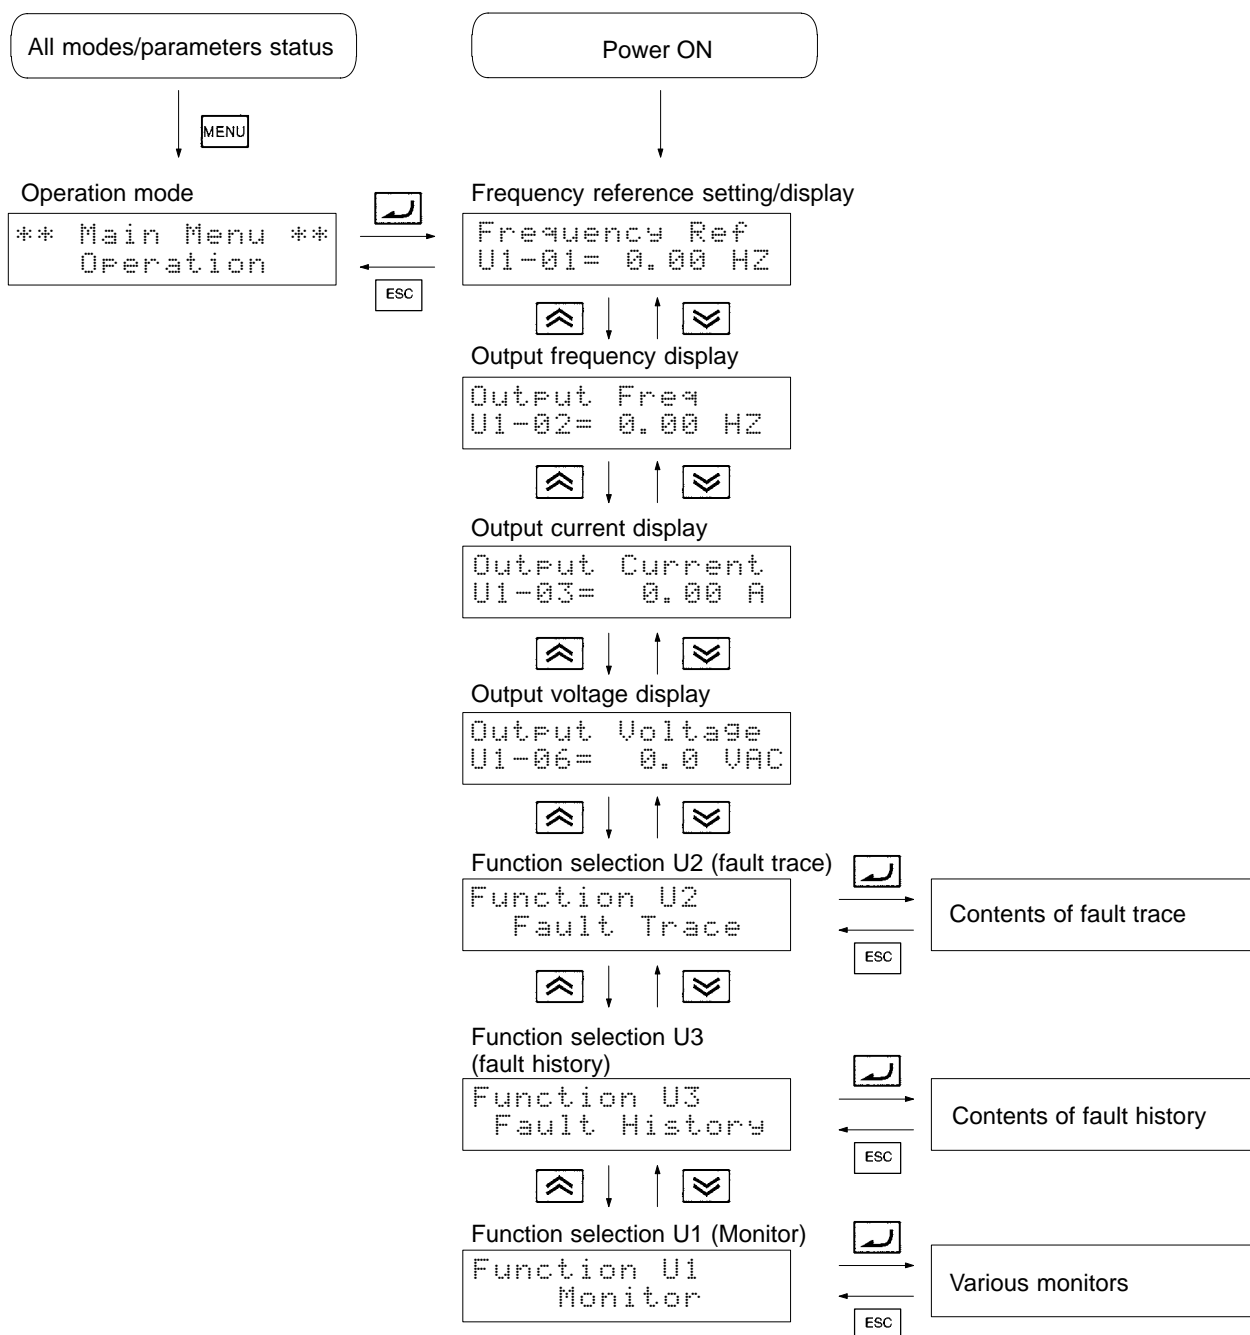 All modes/parameters status
Power ON
MENU
Operation mode
** Main Menu **
Operation
ESC
Frequency reference setting/display
Frequency Ref
U1-01= 0.00 HZ
Output frequency display
Output Freq
U1-02= 0.00 HZ
Output current display
Output Current
U1-03= 0.00 A
Output voltage display
Output Voltage
U1-06= 0.0 VAC
Function selection U2 (fault trace)
Function U2
Fault Trace
ESC
Contents of fault trace
Function selection U3
(fault history)
Function U3
Fault History
ESC
Contents of fault history
Function selection U1 (Monitor)
Function U1
Monitor
ESC
Various monitors